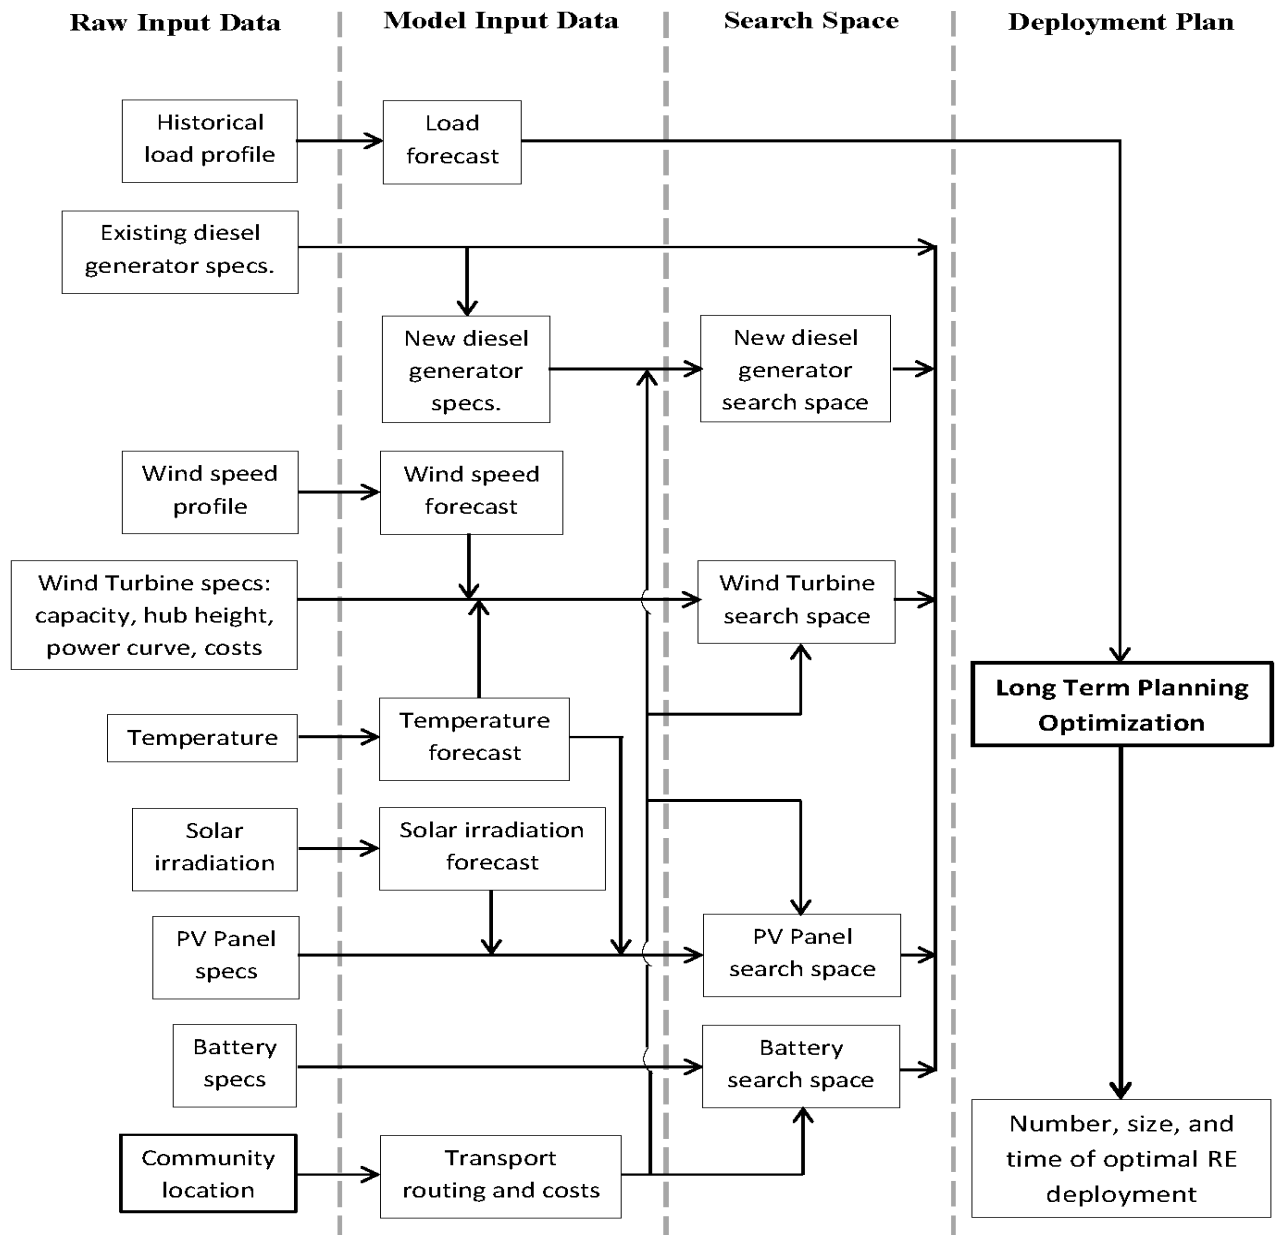 Raw Input Data
Model Input Data
Search Space
Deployment Plan
Historical
load profile
Load
forecast
Existing diesel
generator specs.
New diesel
generator
specs.
New diesel
generator
search space
Wind speed
profile
Wind speed
forecast
Wind Turbine specs:
capacity, hub height,
power curve, costs
Wind Turbine
search space
Temperature
Temperature
forecast
Long Term Planning
Optimization
Solar
irradiation
Solar irradiation
forecast
PV Panel
specs
PV Panel
search space
Battery
specs
Battery
search space
Community
location
Transport
routing and costs
Number, size, and
time of optimal RE
deployment